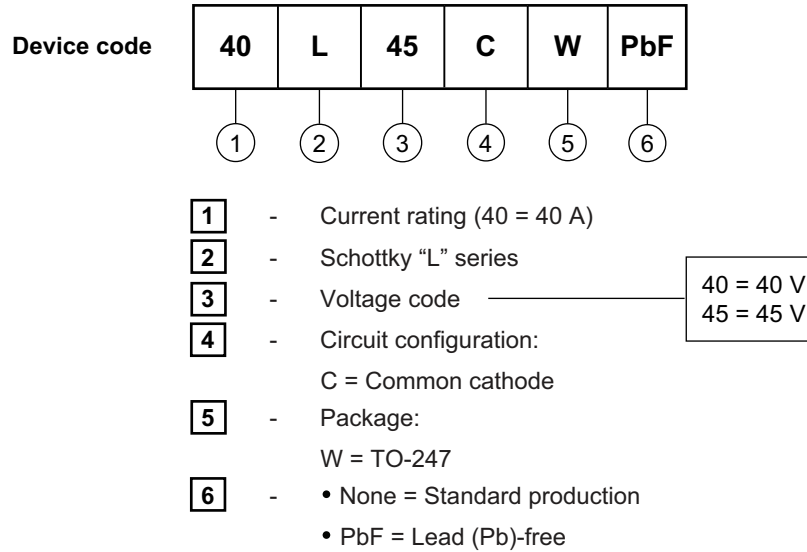 Device code 40 L 45 C W PbF
1 2 3 4 5 6
1 - Current rating (40 = 40 A)
2 - Schottky “L” series
3 - Voltage code
40 = 40 V
45 = 45 V
4 - Circuit configuration:
C = Common cathode
5 - Package:
W = TO-247
6 - • None = Standard production
• PbF = Lead (Pb)-free